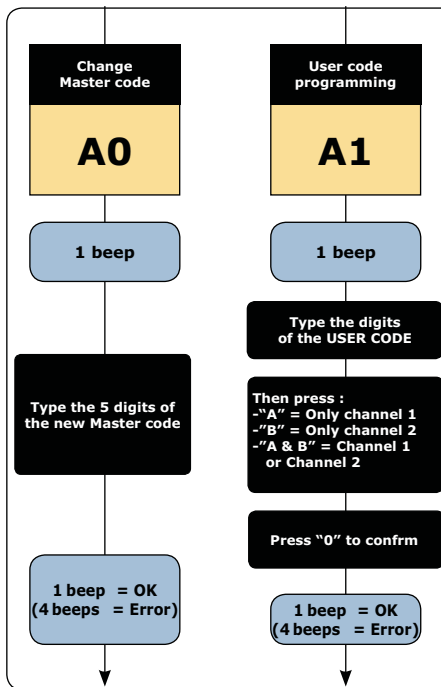 Change
Master code
A0
1 beep
Type the 5 digits of
the new Master code
1 beep  = OK
(4 beeps  = Error)
User code
programming
A1
1 beep
Type the digits
of the USER CODE
Then press :
-“A” = Only channel 1
-”B” = Only channel 2
-”A & B” = Channel 1
or Channel 2
Press “0” to confrm
1 beep  = OK
(4 beeps  = Error)